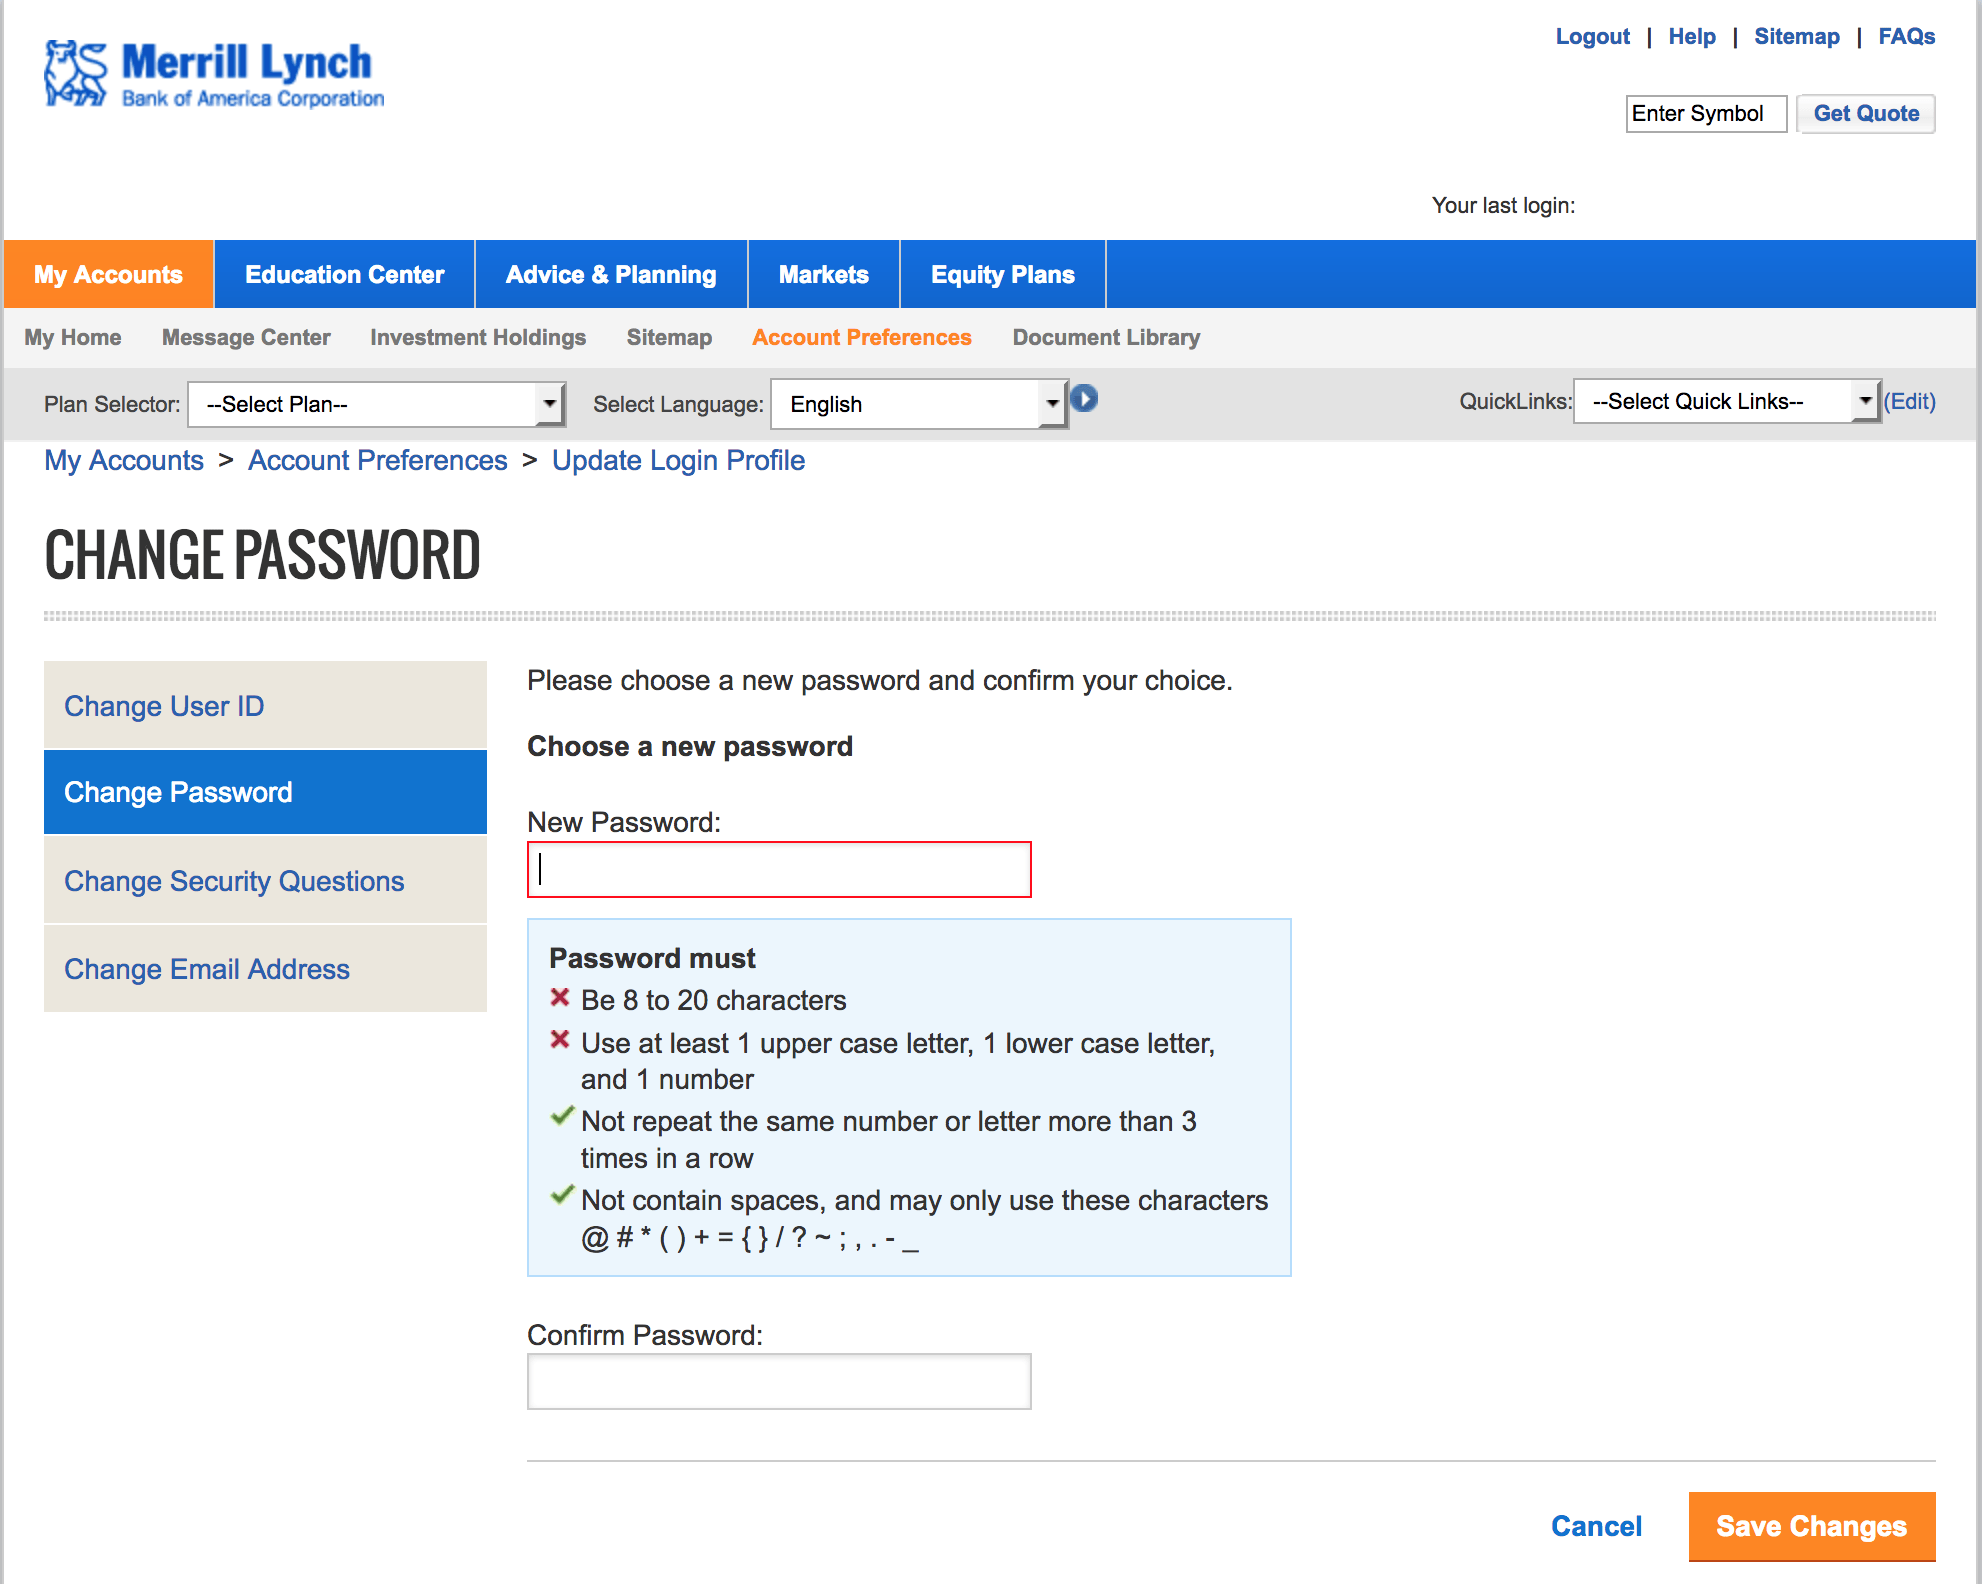 Merrill Lynch
Bank of America Corporation
Logout | Help | Sitemap | FAQs
Enter Symbol Get Quote
Your last login:
My Accounts Education Center Advice & Planning Markets Equity Plans
My Home Message Center Investment Holdings Sitemap Account Preferences Document Library
Plan Selector: --Select Plan-- Select Language: English QuickLinks: --Select Quick Links-- (Edit)
My Accounts > Account Preferences > Update Login Profile
CHANGE PASSWORD
Change User ID
Change Password
Change Security Questions
Change Email Address
Please choose a new password and confirm your choice.
Choose a new password
New Password:
Password must
Be 8 to 20 characters
Use at least 1 upper case letter, 1 lower case letter,
and 1 number
Not repeat the same number or letter more than 3
times in a row
Not contain spaces, and may only use these characters
@ # * ( ) + = { } / ? ~ ; , . - _
Confirm Password:
Cancel Save Changes